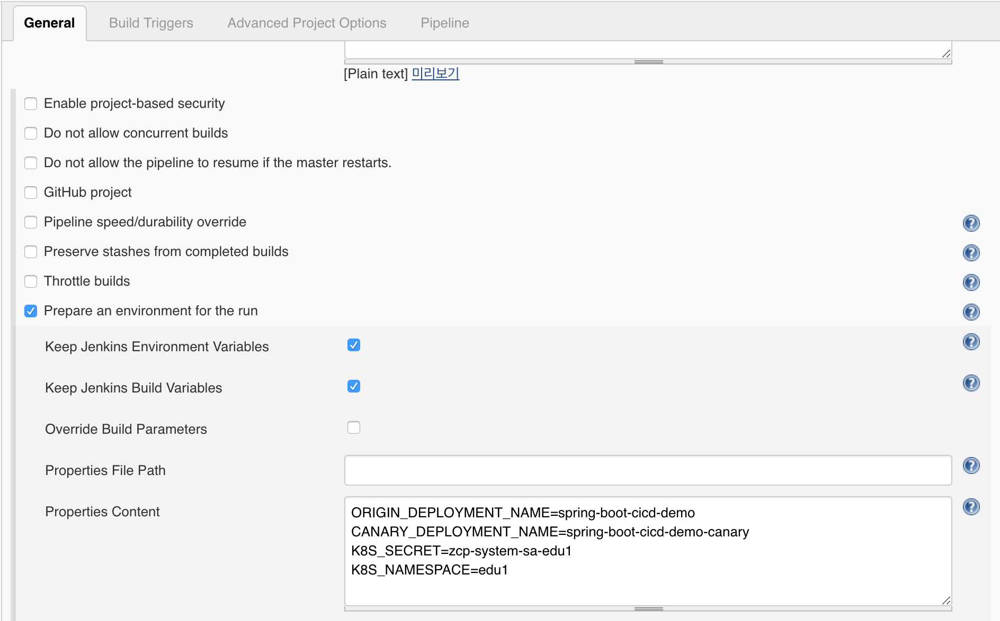 General Build Triggers Advanced Project Options Pipeline
[Plain text] 미리보기
Enable project-based security
Do not allow concurrent builds
Do not allow the pipeline to resume if the master restarts.
GitHub project
Pipeline speed/durability override
Preserve stashes from completed builds
Throttle builds
Prepare an environment for the run
Keep Jenkins Environment Variables
Keep Jenkins Build Variables
Override Build Parameters
Properties File Path
Properties Content
ORIGIN_DEPLOYMENT_NAME=spring-boot-cicd-demo
CANARY_DEPLOYMENT_NAME=spring-boot-cicd-demo-canary
K8S_SECRET=zcp-system-sa-edu1
K8S_NAMESPACE=edu1